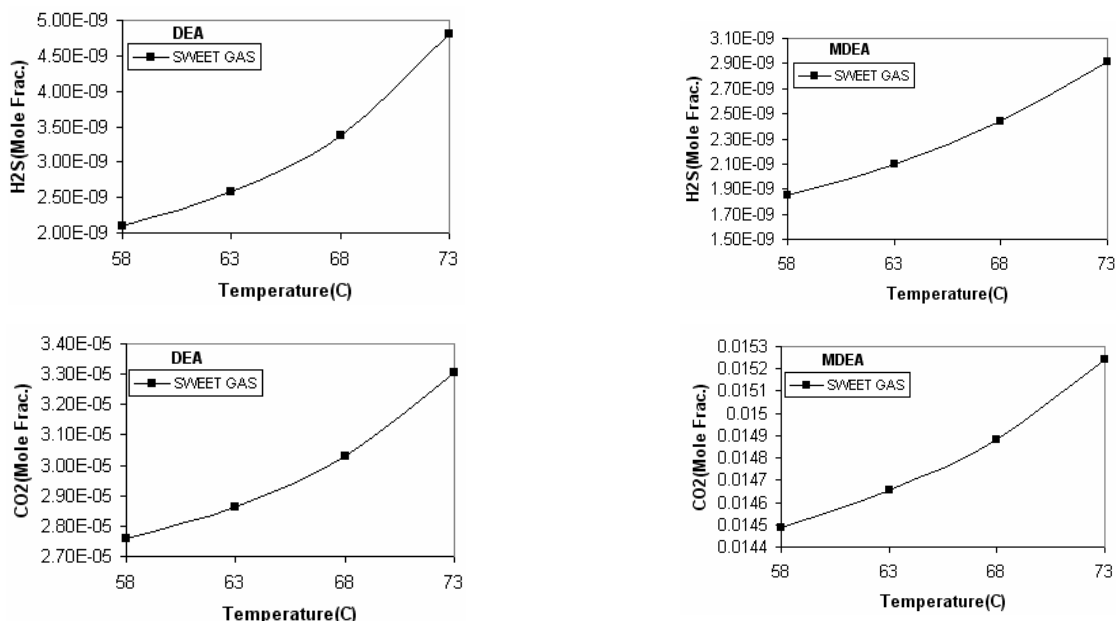 DEA
SWEET GAS
5.00E-09
4.50E-09
4.00E-09
3.50E-09
3.00E-09
2.50E-09
2.00E-09
H2S(Mole Frac.)
58 63 68 73
Temperature(C)
MDEA
SWEET GAS
3.10E-09
2.90E-09
2.70E-09
2.50E-09
2.30E-09
2.10E-09
1.90E-09
1.70E-09
1.50E-09
H2S(Mole Frac.)
58 63 68 73
Temperature(C)
DEA
SWEET GAS
3.40E-05
3.30E-05
3.20E-05
3.10E-05
3.00E-05
2.90E-05
2.80E-05
2.70E-05
CO2(Mole Frac.)
58 63 68 73
Temperature(C)
MDEA
SWEET GAS
0.0153
0.0152
0.0151
0.015
0.0149
0.0148
0.0147
0.0146
0.0145
0.0144
CO2(Mole Frac.)
58 63 68 73
Temperature(C)